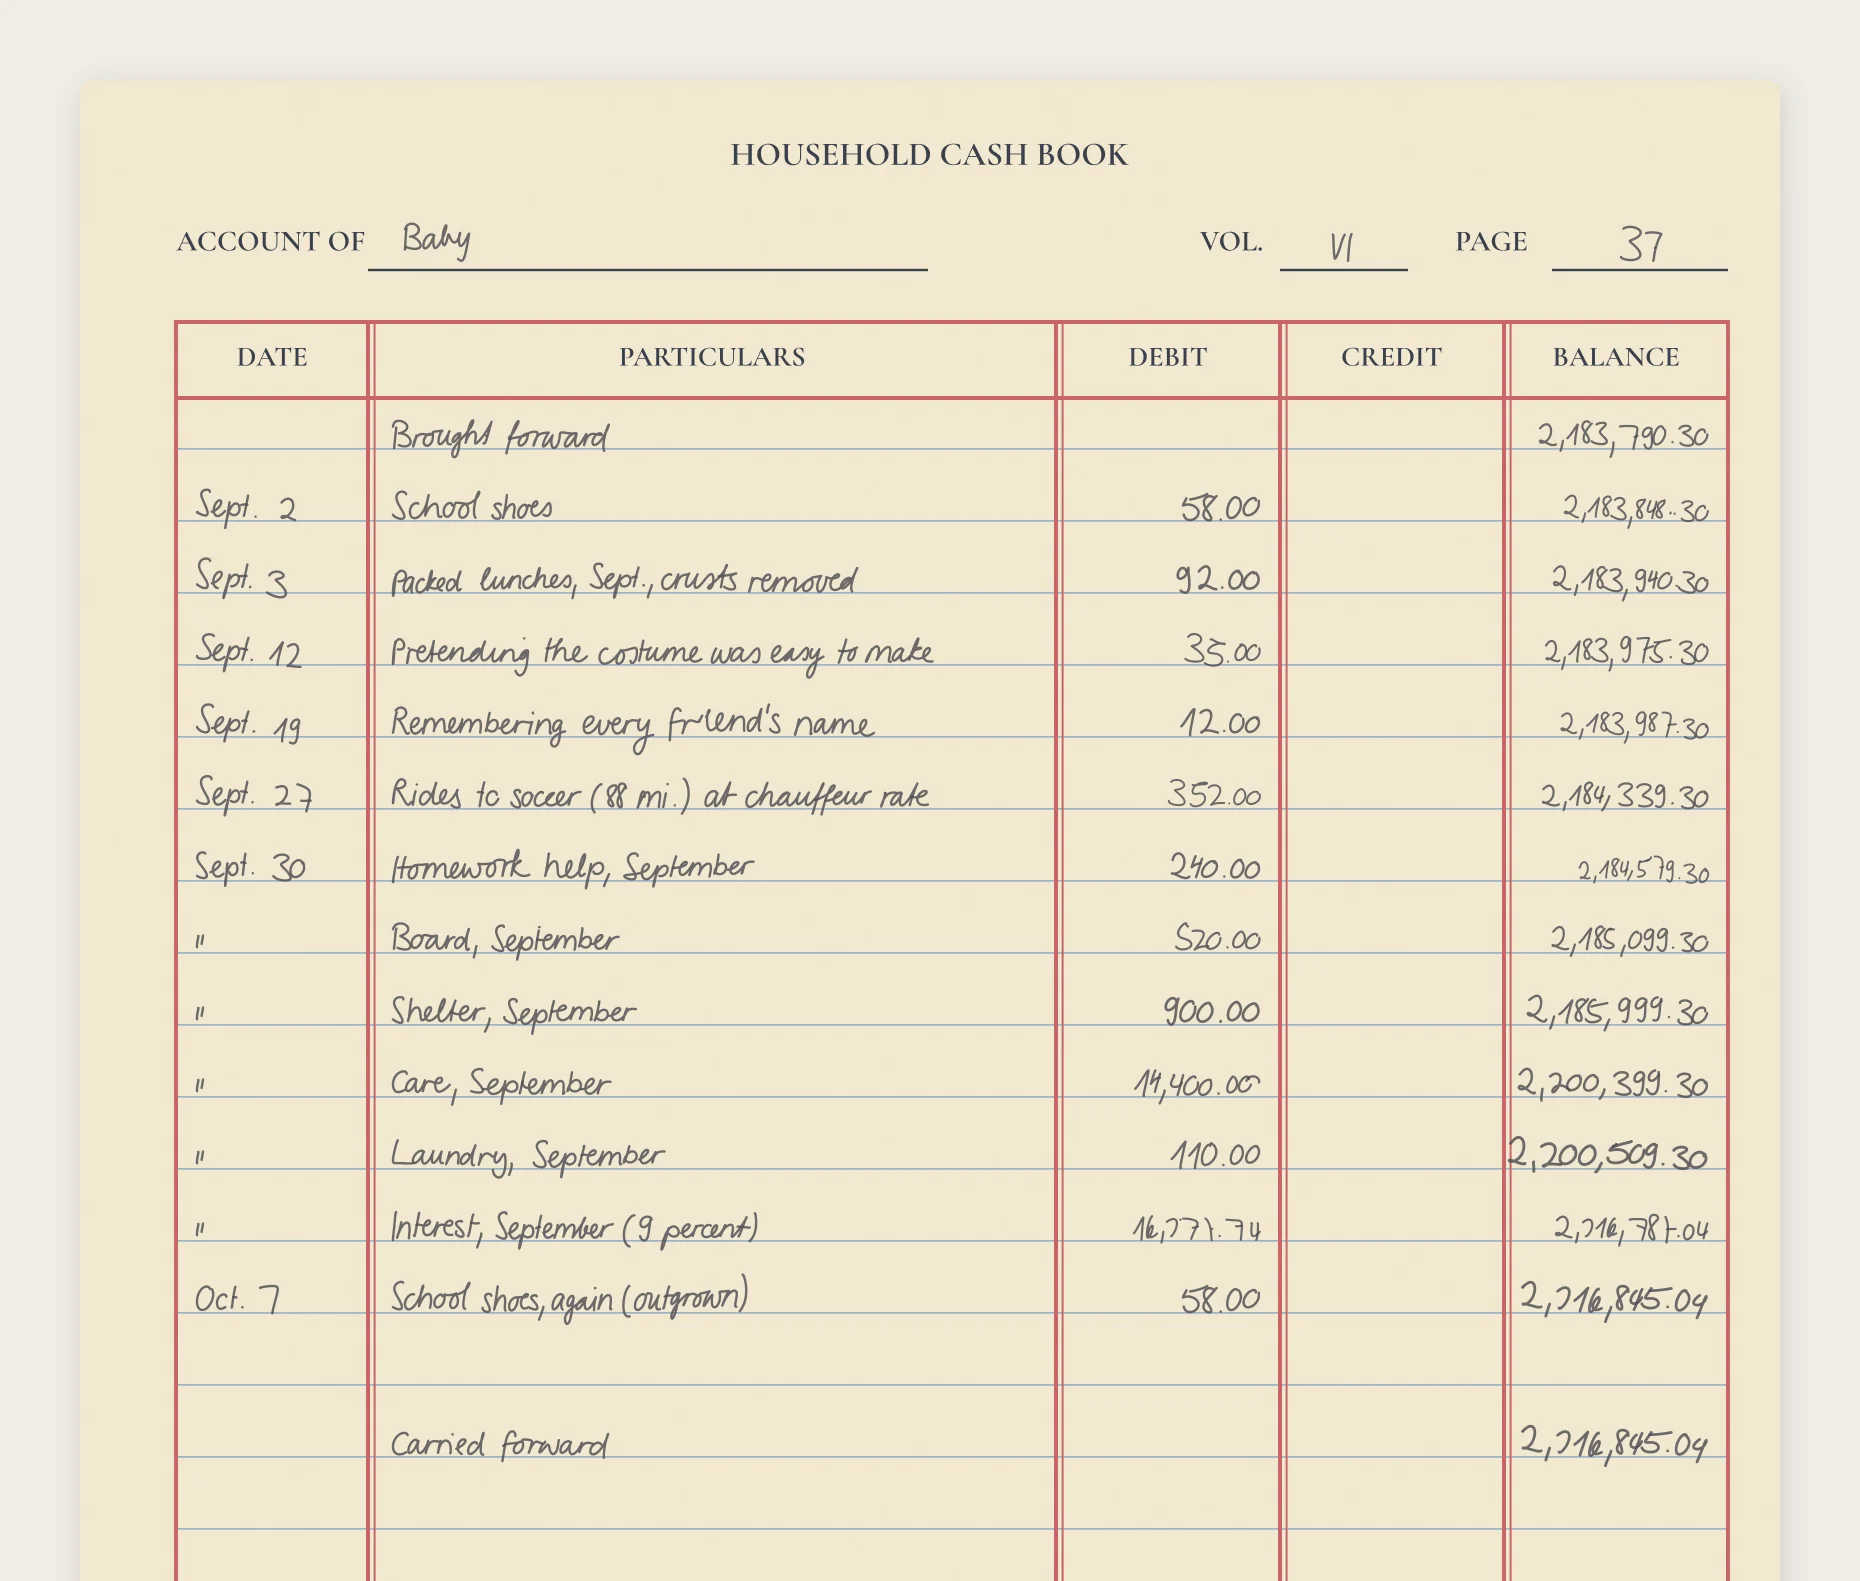 HOUSEHOLD CASH BOOK
ACCOUNT OF Baby VOL. VI PAGE 37
DATE PARTICULARS DEBIT CREDIT BALANCE
Brought forward 2,183,790.30
Sept. 2 School shoes 58.00 2,183,848.30
Sept. 3 Packed lunches, Sept., crusts removed 92.00 2,183,940.30
Sept. 12 Pretending the costume was easy to make 35.00 2,183,975.30
Sept. 19 Remembering every friend's name 12.00 2,183,987.30
Sept. 27 Rides to soccer (88 mi.) at chauffeur rate 352.00 2,184,339.30
Sept. 30 Homework help, September 240.00 2,184,579.30
" Board, September 520.00 2,185,099.30
" Shelter, September 900.00 2,185,999.30
" Care, September 14,400.00 2,200,399.30
" Laundry, September 110.00 2,200,509.30
" Interest, September (9 percent) 16,277.74 2,216,787.04
Oct. 7 School shoes, again (outgrown) 58.00 2,216,845.04
Carried forward 2,216,845.04